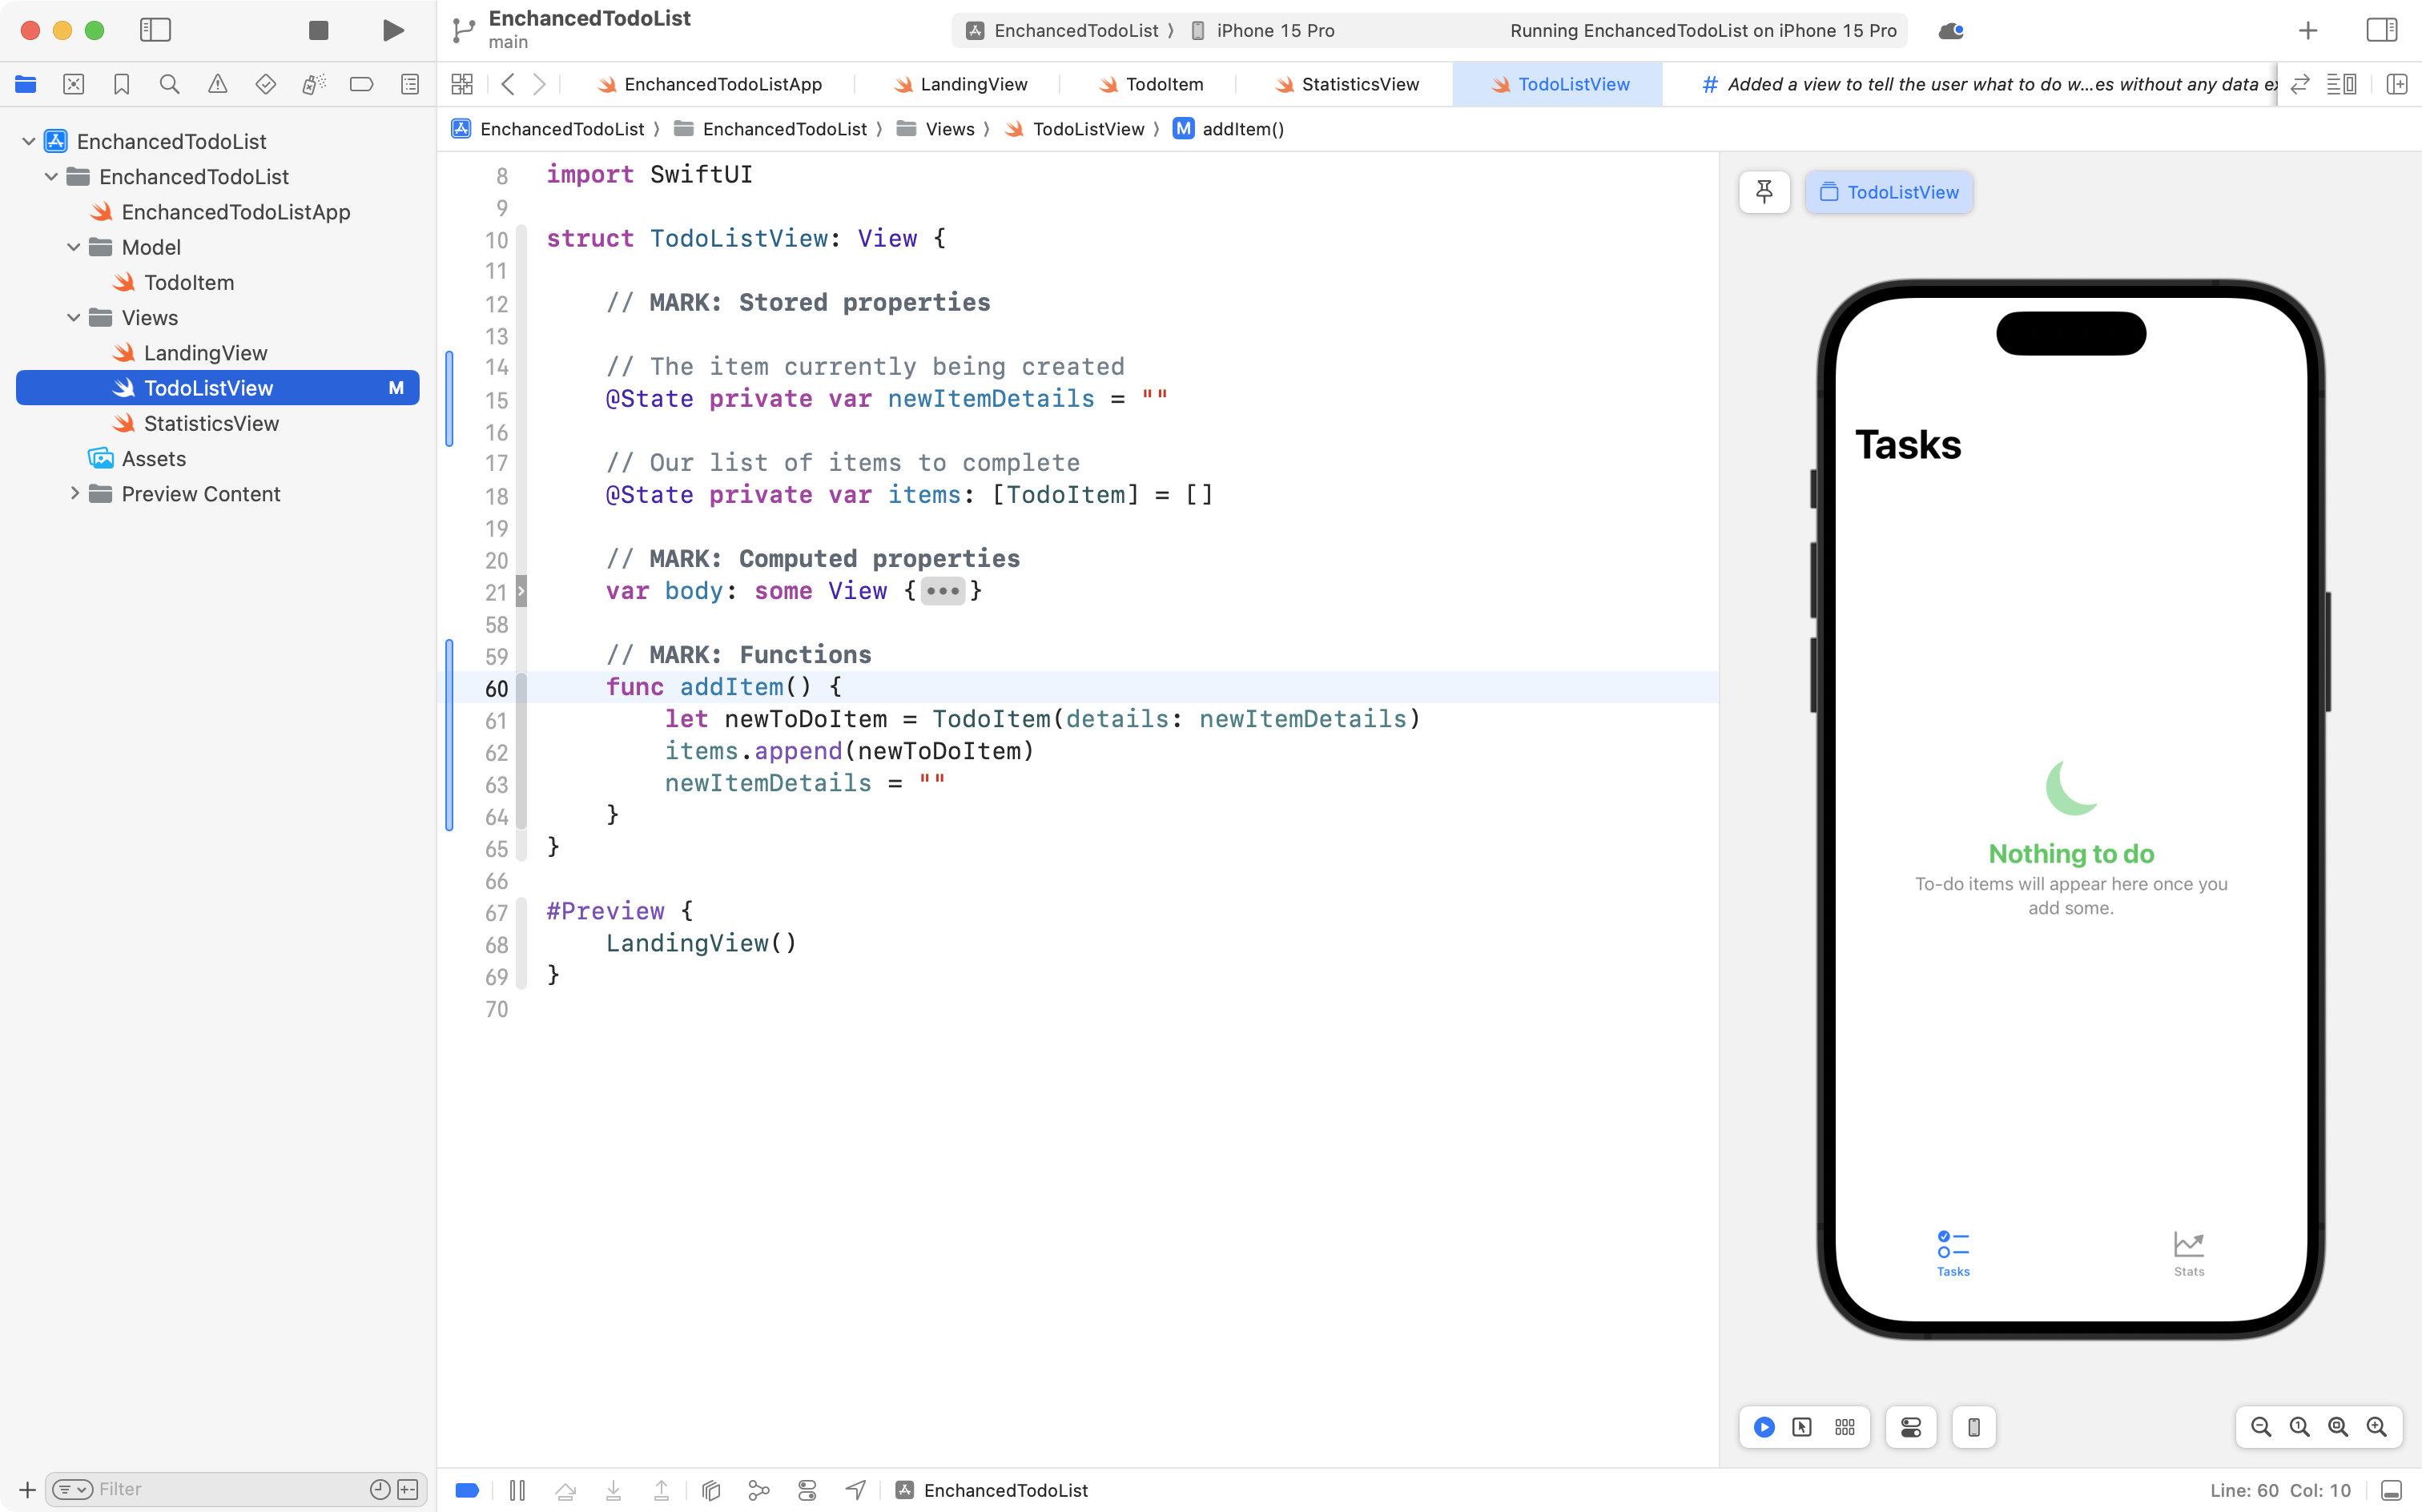 EnchancedTodoList
main
EnchancedTodoList ⟩ iPhone 15 Pro
Running EnchancedTodoList on iPhone 15 Pro
EnchancedTodoListApp
LandingView
TodoItem
StatisticsView
TodoListView
# Added a view to tell the user what to do w...es without any data ex
EnchancedTodoList ⟩ EnchancedTodoList ⟩ Views ⟩ TodoListView ⟩ M addItem()
EnchancedTodoList
EnchancedTodoList
EnchancedTodoListApp
Model
TodoItem
Views
LandingView
TodoListView M
StatisticsView
Assets
Preview Content
Filter
8 import SwiftUI
9
10 struct TodoListView: View {
11
12     // MARK: Stored properties
13
14     // The item currently being created
15     @State private var newItemDetails = ""
16
17     // Our list of items to complete
18     @State private var items: [TodoItem] = []
19
20     // MARK: Computed properties
21     var body: some View {•••}
58
59     // MARK: Functions
60     func addItem() {
61         let newToDoItem = TodoItem(details: newItemDetails)
62         items.append(newToDoItem)
63         newItemDetails = ""
64     }
65 }
66
67 #Preview {
68     LandingView()
69 }
70
TodoListView
Tasks
Nothing to do
To-do items will appear here once you
add some.
Tasks
Stats
EnchancedTodoList
Line: 60 Col: 10